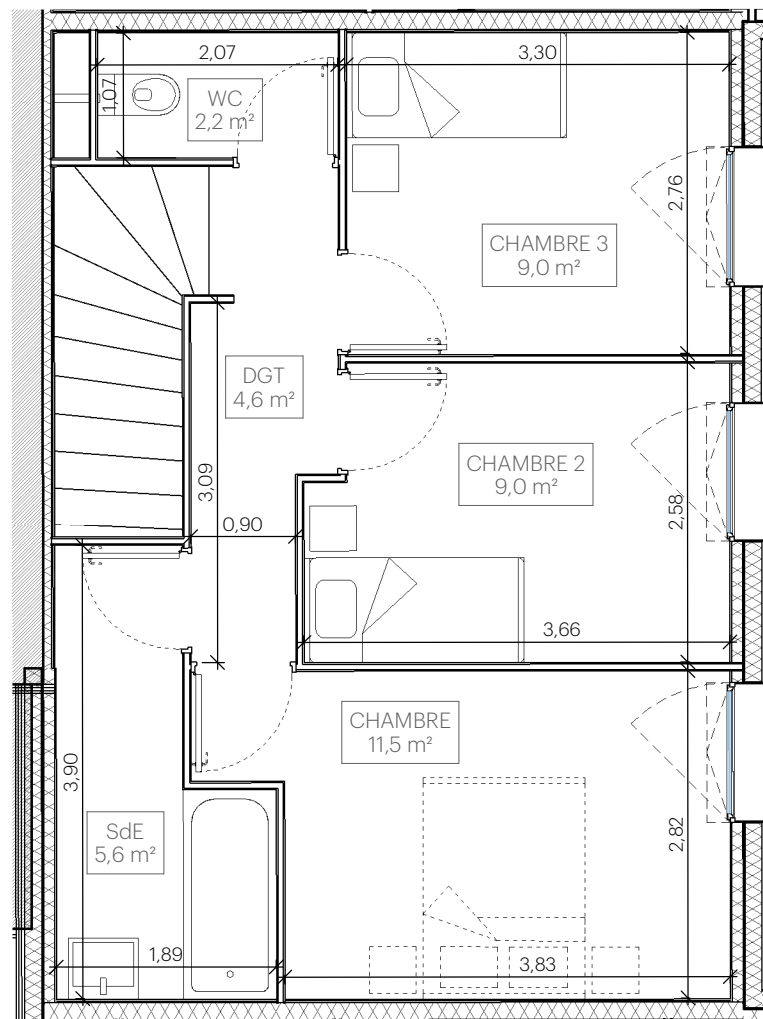 2,07
3,30
1,07
WC
2,2 m²
2,76
CHAMBRE 3
9,0 m²
DGT
4,6 m²
CHAMBRE 2
9,0 m²
3,09
2,58
0,90
3,66
CHAMBRE
11,5 m²
3,90
SdE
5,6 m²
2,82
1,89
3,83